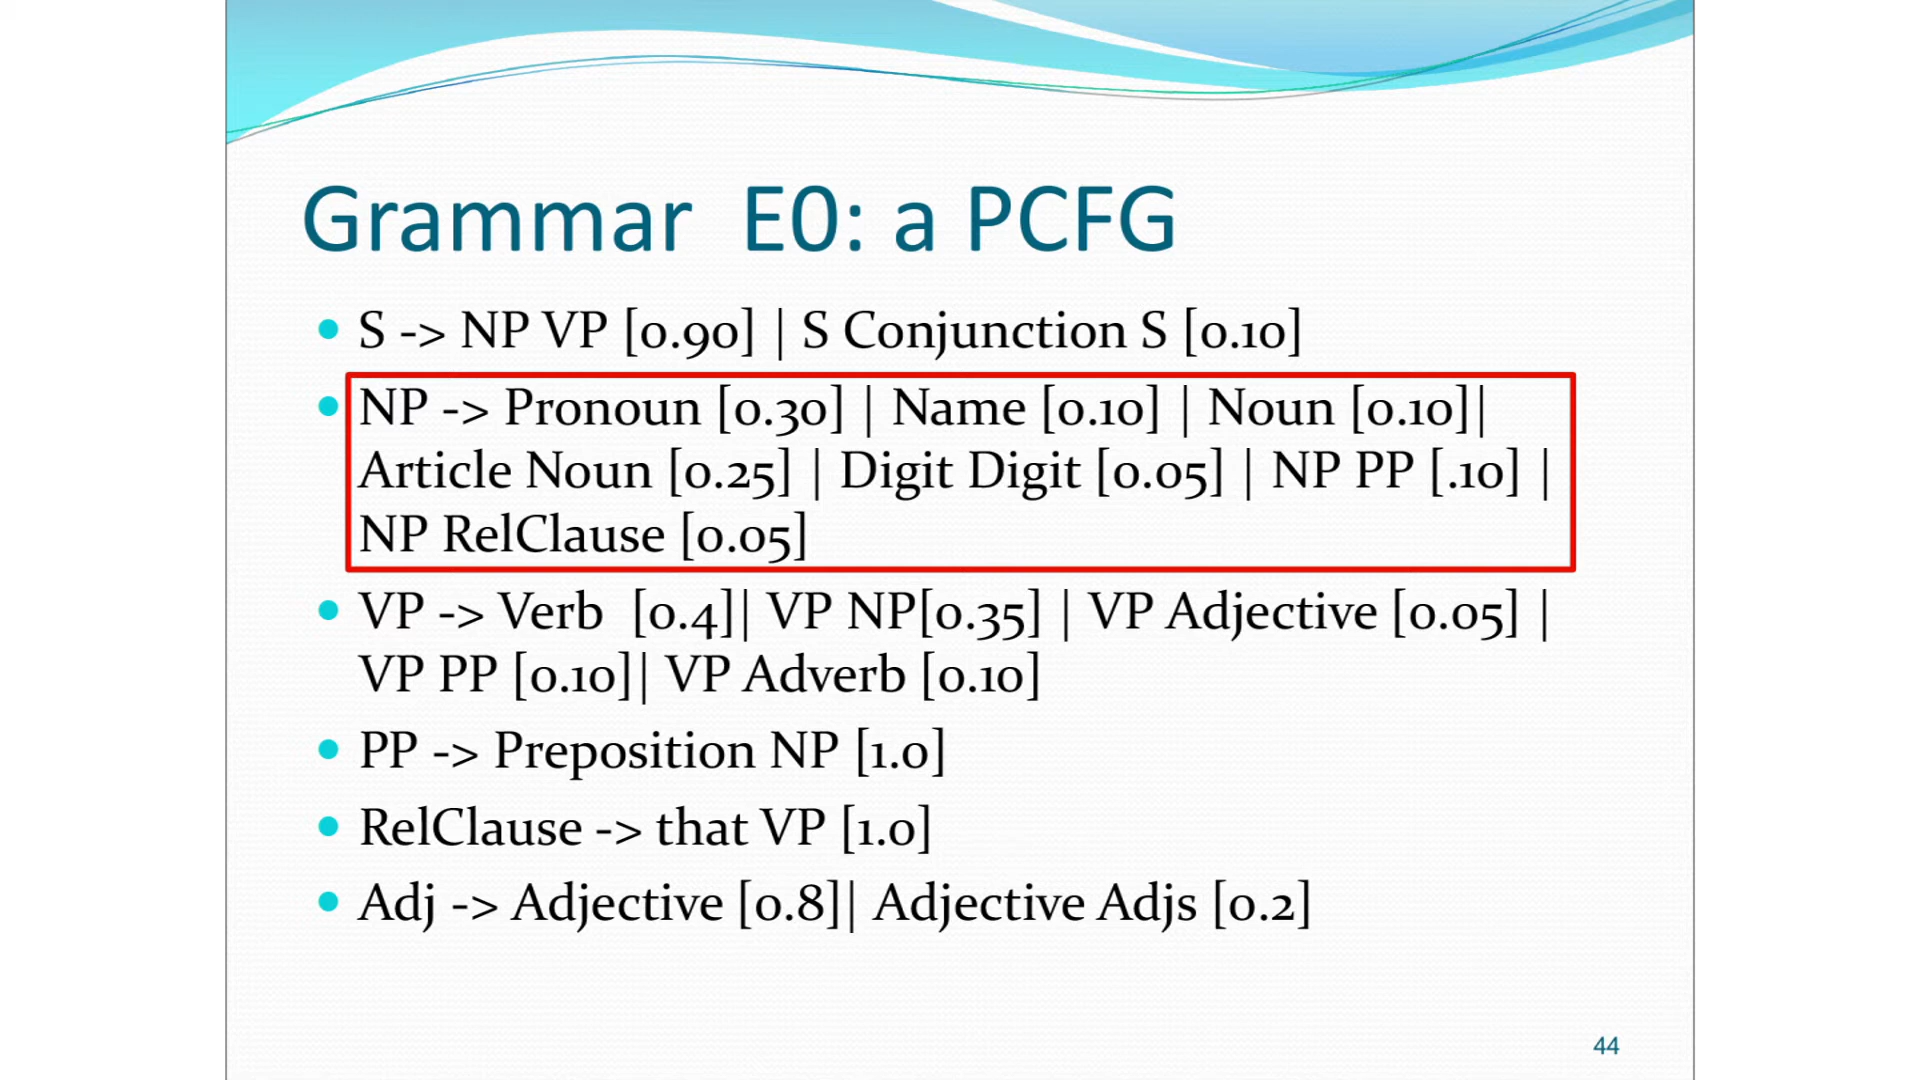 Grammar E0: a PCFG
S -> NP VP [0.90] | S Conjunction S [0.10]
NP -> Pronoun [0.30] | Name [0.10] | Noun [0.10]|
Article Noun [0.25] | Digit Digit [0.05] | NP PP [.10] |
NP RelClause [0.05]
VP -> Verb [0.4]| VP NP[0.35] | VP Adjective [0.05] |
VP PP [0.10]| VP Adverb [0.10]
PP -> Preposition NP [1.0]
RelClause -> that VP [1.0]
Adj -> Adjective [0.8]| Adjective Adjs [0.2]
44